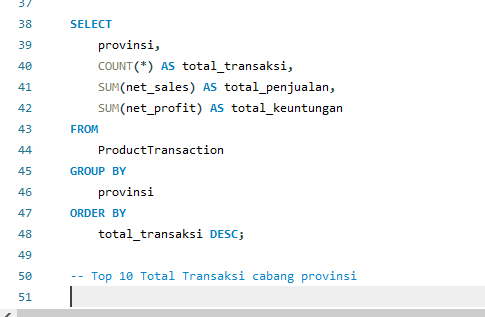 37
38 SELECT
39 provinsi,
40 COUNT(*) AS total_transaksi,
41 SUM(net_sales) AS total_penjualan,
42 SUM(net_profit) AS total_keuntungan
43 FROM
44 ProductTransaction
45 GROUP BY
46 provinsi
47 ORDER BY
48 total_transaksi DESC;
49
50 -- Top 10 Total Transaksi cabang provinsi
51